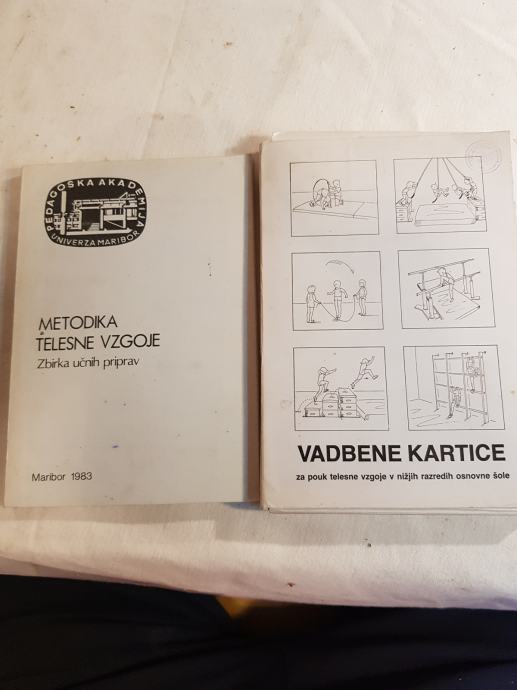 PEDAGOŠKA AKADEMIJA
UNIVERZA MARIBOR
METODIKA
TELESNE VZGOJE
Zbirka učnih priprav
Maribor 1983
VADBENE KARTICE
za pouk telesne vzgoje v nižjih razredih osnovne šole